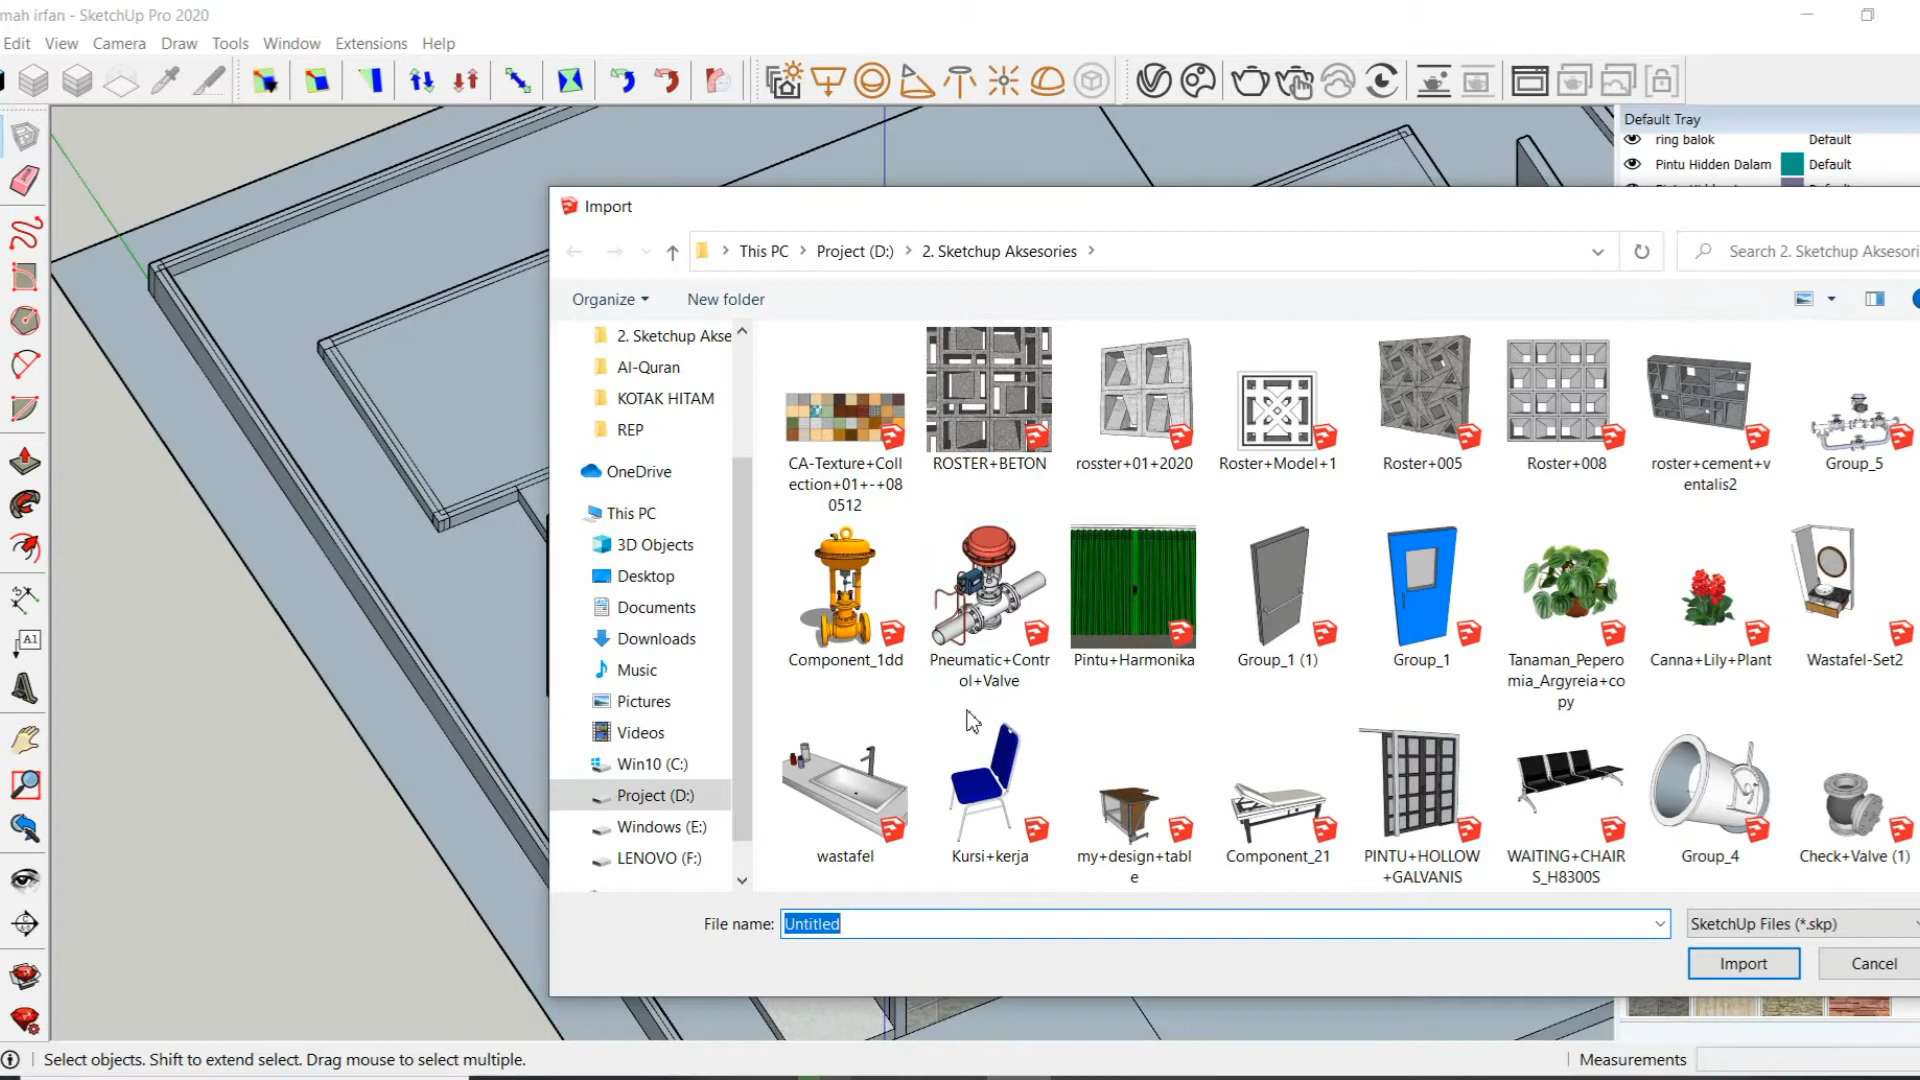 mah irfan - SketchUp Pro 2020
Edit View Camera Draw Tools Window Extensions Help
Default Tray
ring balok Default
Pintu Hidden Dalam Default
Import
This PC Project (D:) 2. Sketchup Aksesories
Search 2. Sketchup Aksesori
Organize New folder
2. Sketchup Akse
Al-Quran
KOTAK HITAM
REP
OneDrive
This PC
3D Objects
Desktop
Documents
Downloads
Music
Pictures
Videos
Win10 (C:)
Project (D:)
Windows (E:)
LENOVO (F:)
CA-Texture+Coll
ection+01+-+08
0512
ROSTER+BETON
rosster+01+2020
Roster+Model+1
Roster+005
Roster+008
roster+cement+v
entalis2
Group_5
Component_1dd
Pneumatic+Contr
ol+Valve
Pintu+Harmonika
Group_1 (1)
Group_1
Tanaman_Pepero
mia_Argyreia+co
py
Canna+Lily+Plant
Wastafel-Set2
wastafel
Kursi+kerja
my+design+tabl
e
Component_21
PINTU+HOLLOW
+GALVANIS
WAITING+CHAIR
S_H8300S
Group_4
Check+Valve (1)
File name: Untitled
SketchUp Files (*.skp)
Import Cancel
A1
Select objects. Shift to extend select. Drag mouse to select multiple.
Measurements